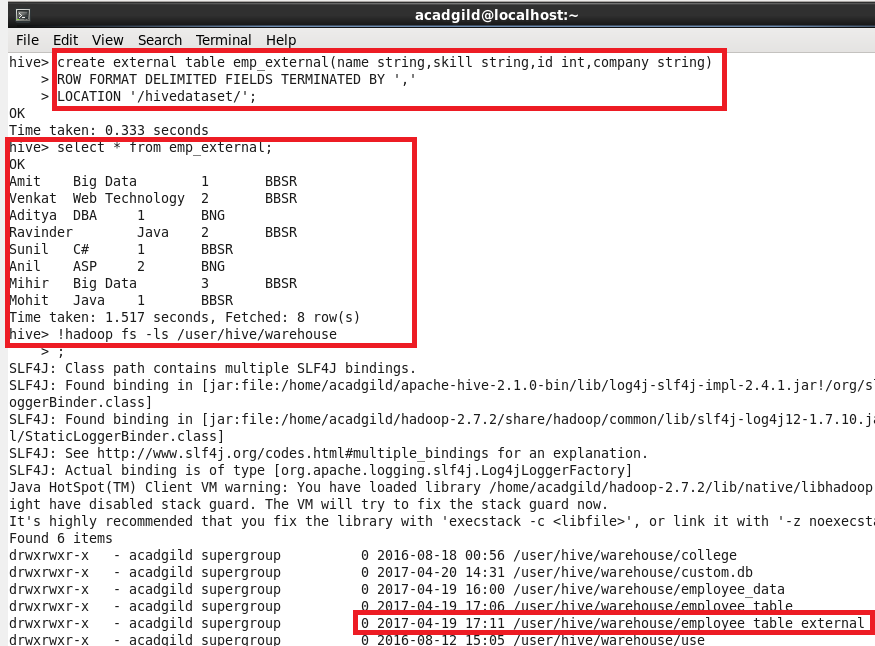 acadgild@localhost:~
File Edit View Search Terminal Help
hive> create external table emp_external(name string,skill string,id int,company string)
    > ROW FORMAT DELIMITED FIELDS TERMINATED BY ','
    > LOCATION '/hivedataset/';
OK
Time taken: 0.333 seconds
hive> select * from emp_external;
OK
Amit    Big Data        1       BBSR
Venkat  Web Technology  2       BBSR
Aditya  DBA     1       BNG
Ravinder        Java    2       BBSR
Sunil   C#      1       BBSR
Anil    ASP     2       BNG
Mihir   Big Data        3       BBSR
Mohit   Java    1       BBSR
Time taken: 1.517 seconds, Fetched: 8 row(s)
hive> !hadoop fs -ls /user/hive/warehouse
    > ;
SLF4J: Class path contains multiple SLF4J bindings.
SLF4J: Found binding in [jar:file:/home/acadgild/apache-hive-2.1.0-bin/lib/log4j-slf4j-impl-2.4.1.jar!/org/sl
oggerBinder.class]
SLF4J: Found binding in [jar:file:/home/acadgild/hadoop-2.7.2/share/hadoop/common/lib/slf4j-log4j12-1.7.10.ja
l/StaticLoggerBinder.class]
SLF4J: See http://www.slf4j.org/codes.html#multiple_bindings for an explanation.
SLF4J: Actual binding is of type [org.apache.logging.slf4j.Log4jLoggerFactory]
Java HotSpot(TM) Client VM warning: You have loaded library /home/acadgild/hadoop-2.7.2/lib/native/libhadoop
ight have disabled stack guard. The VM will try to fix the stack guard now.
It's highly recommended that you fix the library with 'execstack -c <libfile>', or link it with '-z noexecsta
Found 6 items
drwxrwxr-x   - acadgild supergroup          0 2016-08-18 00:56 /user/hive/warehouse/college
drwxrwxr-x   - acadgild supergroup          0 2017-04-20 14:31 /user/hive/warehouse/custom.db
drwxrwxr-x   - acadgild supergroup          0 2017-04-19 16:00 /user/hive/warehouse/employee_data
drwxrwxr-x   - acadgild supergroup          0 2017-04-19 17:06 /user/hive/warehouse/employee_table
drwxrwxr-x   - acadgild supergroup          0 2017-04-19 17:11 /user/hive/warehouse/employee_table_external
drwxrwxr-x   - acadgild supergroup          0 2016-08-12 15:05 /user/hive/warehouse/use